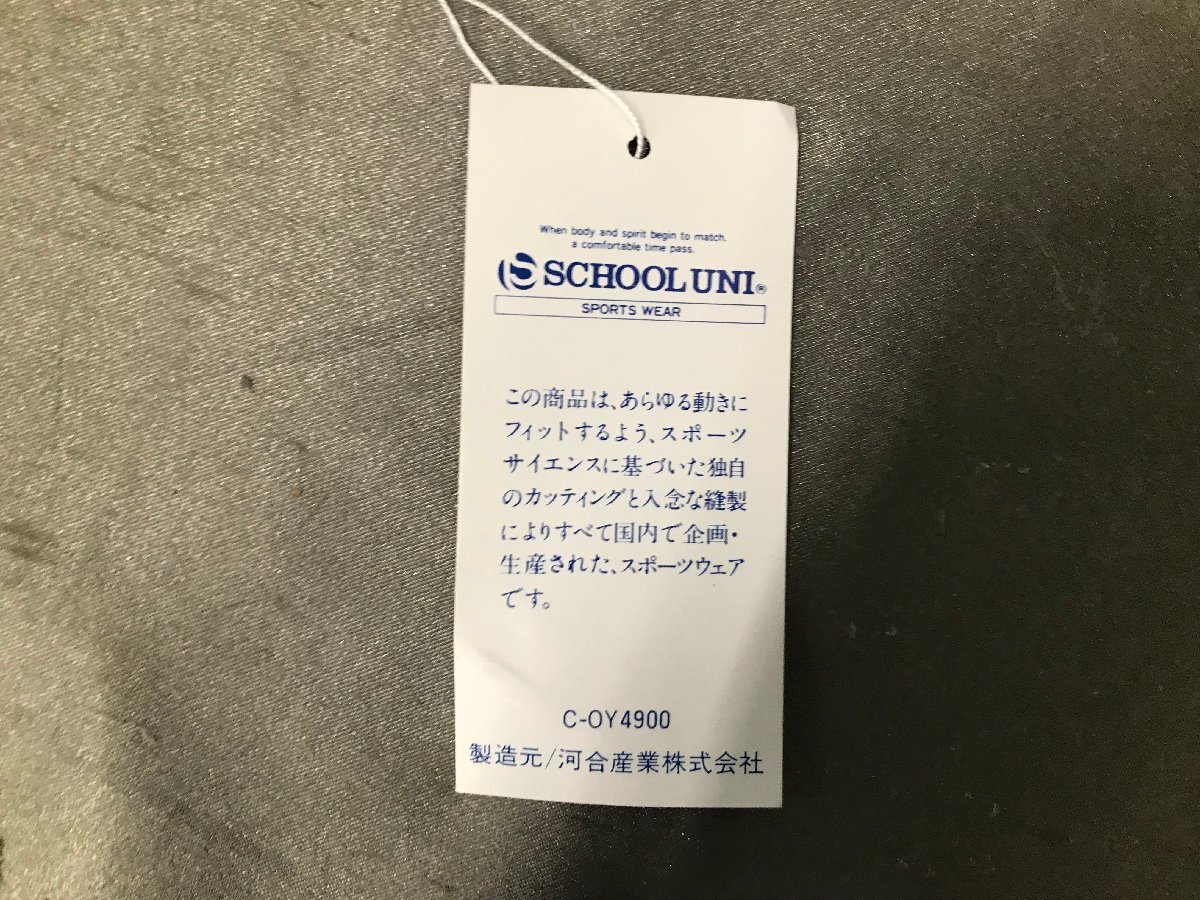 When body and spirit begin to match.
a comfortable time pass.
S SCHOOL UNI®
SPORTS WEAR
この商品は、あらゆる動きに
フィットするよう、スポーツ
サイエンスに基づいた独自
のカッティングと入念な縫製
によりすべて国内で企画・
生産された、スポーツウェア
です。
C-OY4900
製造元/河合産業株式会社